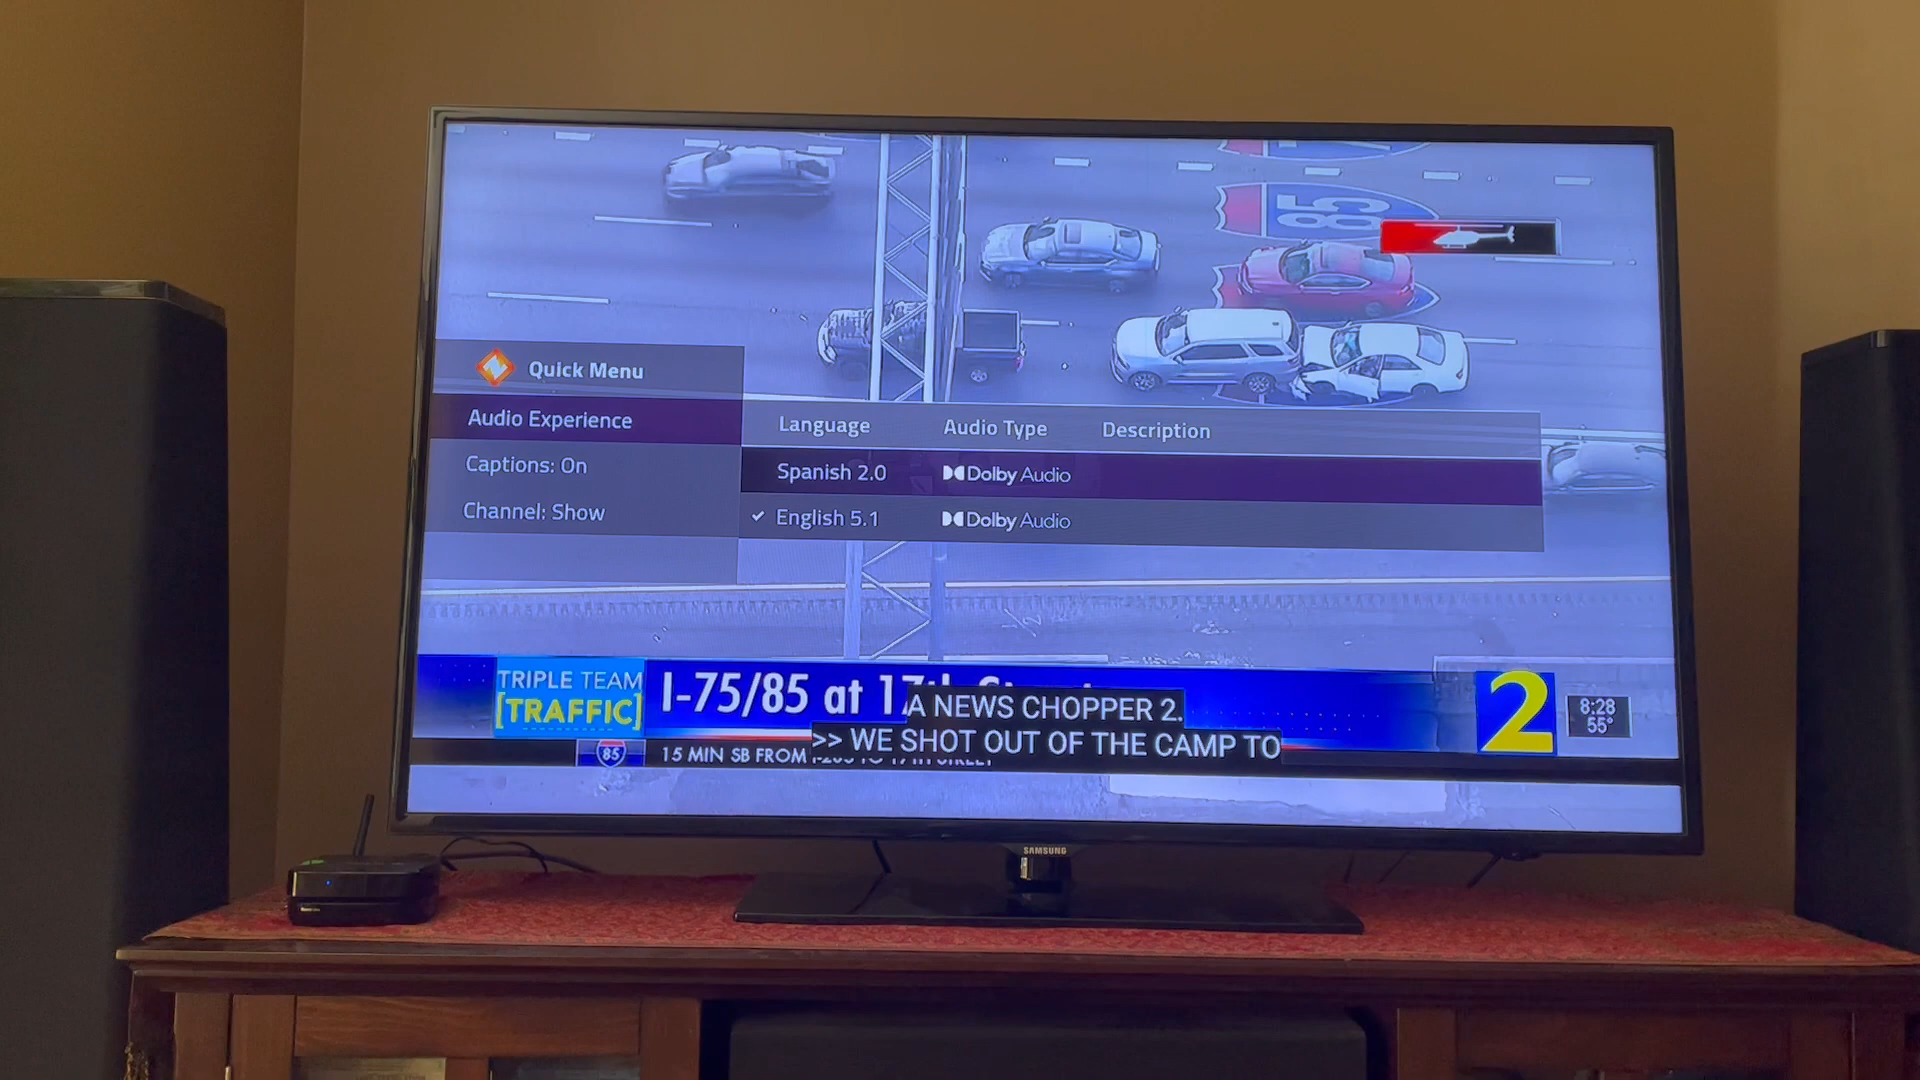 85
Quick Menu
Audio Experience
Captions: On
Channel: Show
Language Audio Type Description
Spanish 2.0 Dolby Audio
✓ English 5.1 Dolby Audio
TRIPLE TEAM
[TRAFFIC]
I-75/85 at 17th
A NEWS CHOPPER 2.
>> WE SHOT OUT OF THE CAMP TO
85
15 MIN SB FROM
2
8:28
55°
SAMSUNG